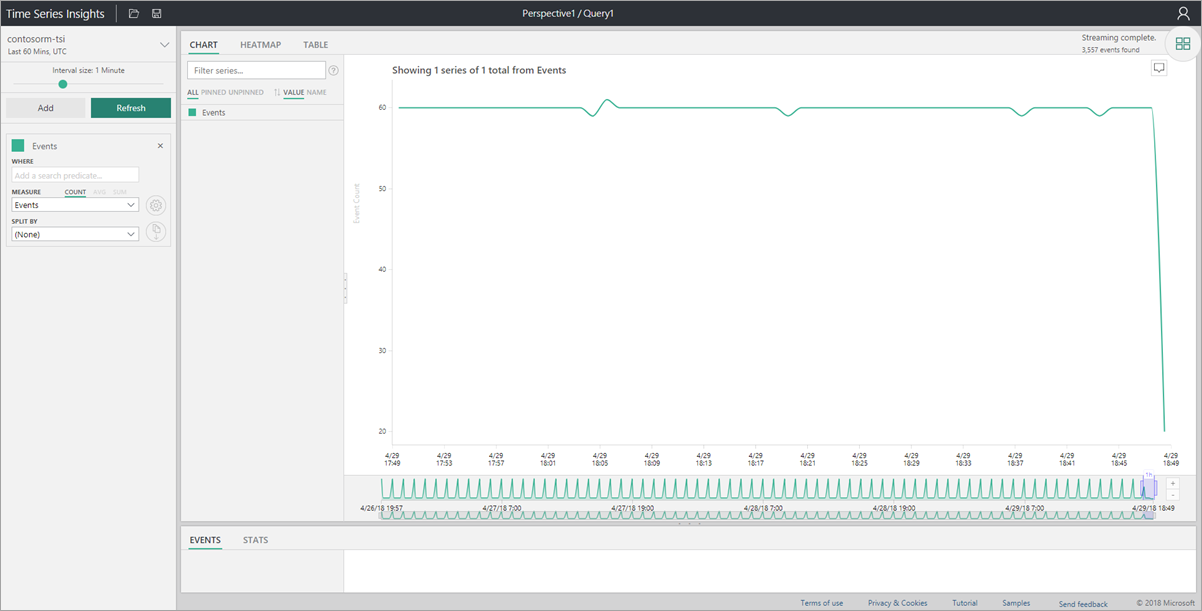 Time Series Insights
Perspective1 / Query1
contosorm-tsi
Last 60 Mins, UTC
Interval size: 1 Minute
Add Refresh
Events ×
WHERE
Add a search predicate...
MEASURE COUNT AVG SUM
Events
SPLIT BY
(None)
CHART HEATMAP TABLE
Streaming complete.
3,557 events found
Filter series...
?
ALL PINNED UNPINNED VALUE NAME
Events
Showing 1 series of 1 total from Events
Event Count
60
50
40
30
20
4/29 4/29 4/29 4/29 4/29 4/29 4/29 4/29 4/29 4/29 4/29 4/29 4/29 4/29 4/29 4/29
17:49 17:53 17:57 18:01 18:05 18:09 18:13 18:17 18:21 18:25 18:29 18:33 18:37 18:41 18:45 18:49
1h
+
-
4/26/18 19:57 4/27/18 7:00 4/27/18 19:00 4/28/18 7:00 4/28/18 19:00 4/29/18 7:00 4/29/18 18:49
EVENTS STATS
Terms of use Privacy & Cookies Tutorial Samples Send feedback © 2018 Microsoft